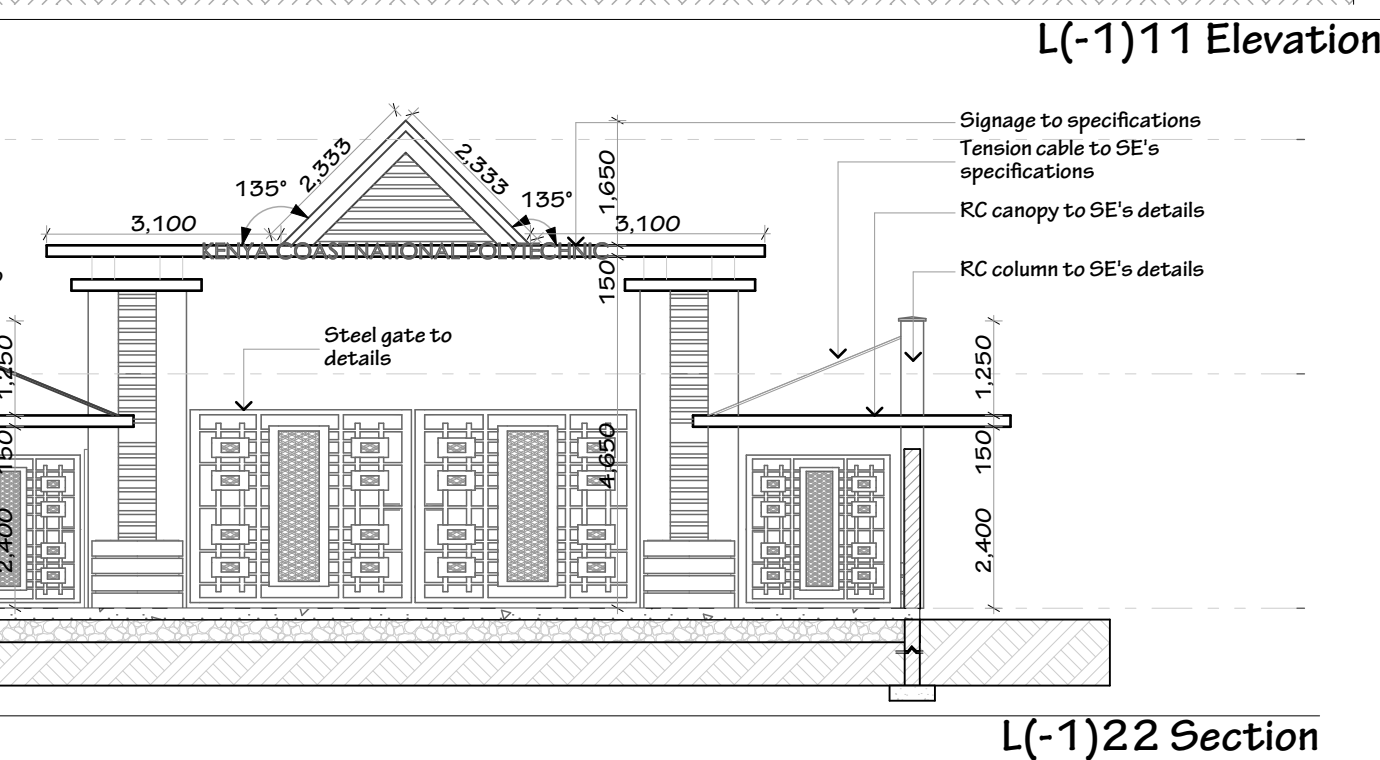 L(-1)11 Elevation
Signage to specifications
Tension cable to SE's
specifications
2,333
2,333
1,650
135°
135°
3,100
3,100
RC canopy to SE's details
KENYA COAST NATIONAL POLYTECHNIC
150
RC column to SE's details
Steel gate to
details
1,250
1,250
150
150
4,650
2,400
2,400
L(-1)22 Section